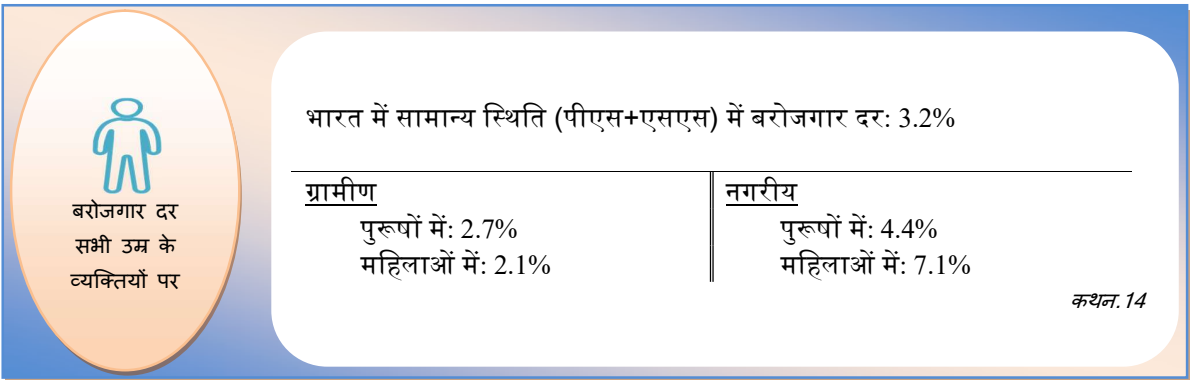 बरोजगार दर
सभी उम्र के
व्यक्तियों पर
भारत में सामान्य स्थिति (पीएस+एसएस) में बरोजगार दर: 3.2%
ग्रामीण
पुरूषों में: 2.7%
महिलाओं में: 2.1%
नगरीय
पुरूषों में: 4.4%
महिलाओं में: 7.1%
कथन.14